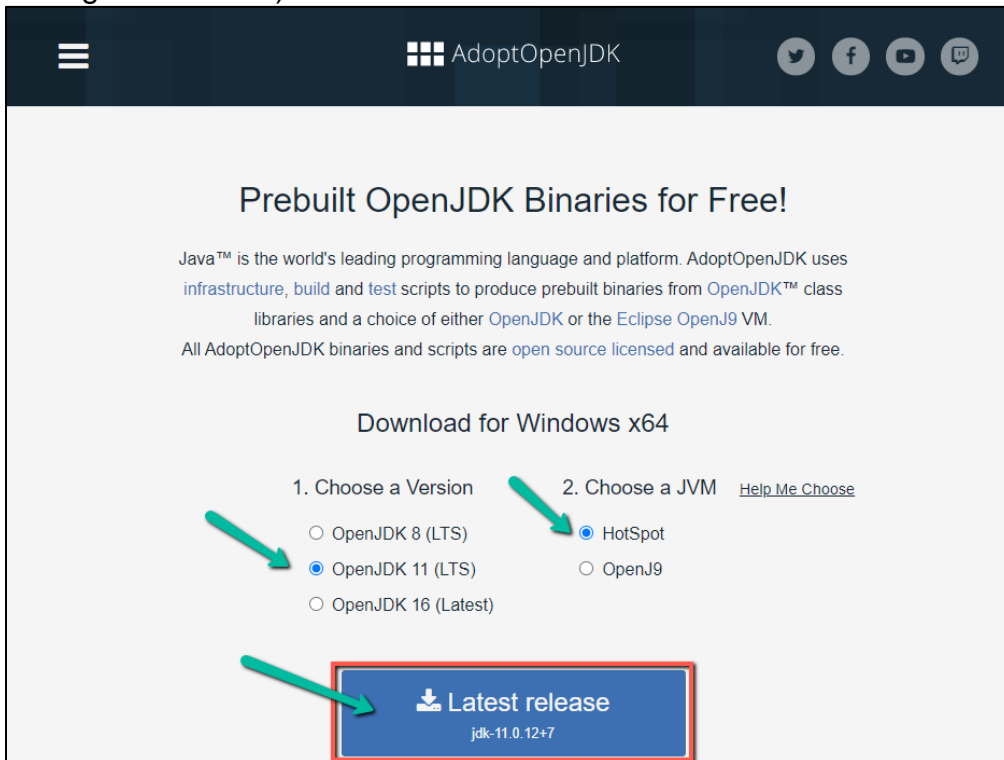 AdoptOpenJDK
Prebuilt OpenJDK Binaries for Free!
Java™ is the world's leading programming language and platform. AdoptOpenJDK uses
infrastructure, build and test scripts to produce prebuilt binaries from OpenJDK™ class
libraries and a choice of either OpenJDK or the Eclipse OpenJ9 VM.
All AdoptOpenJDK binaries and scripts are open source licensed and available for free.
Download for Windows x64
1. Choose a Version 2. Choose a JVM Help Me Choose
OpenJDK 8 (LTS) HotSpot
OpenJDK 11 (LTS) OpenJ9
OpenJDK 16 (Latest)
Latest release
jdk-11.0.12+7